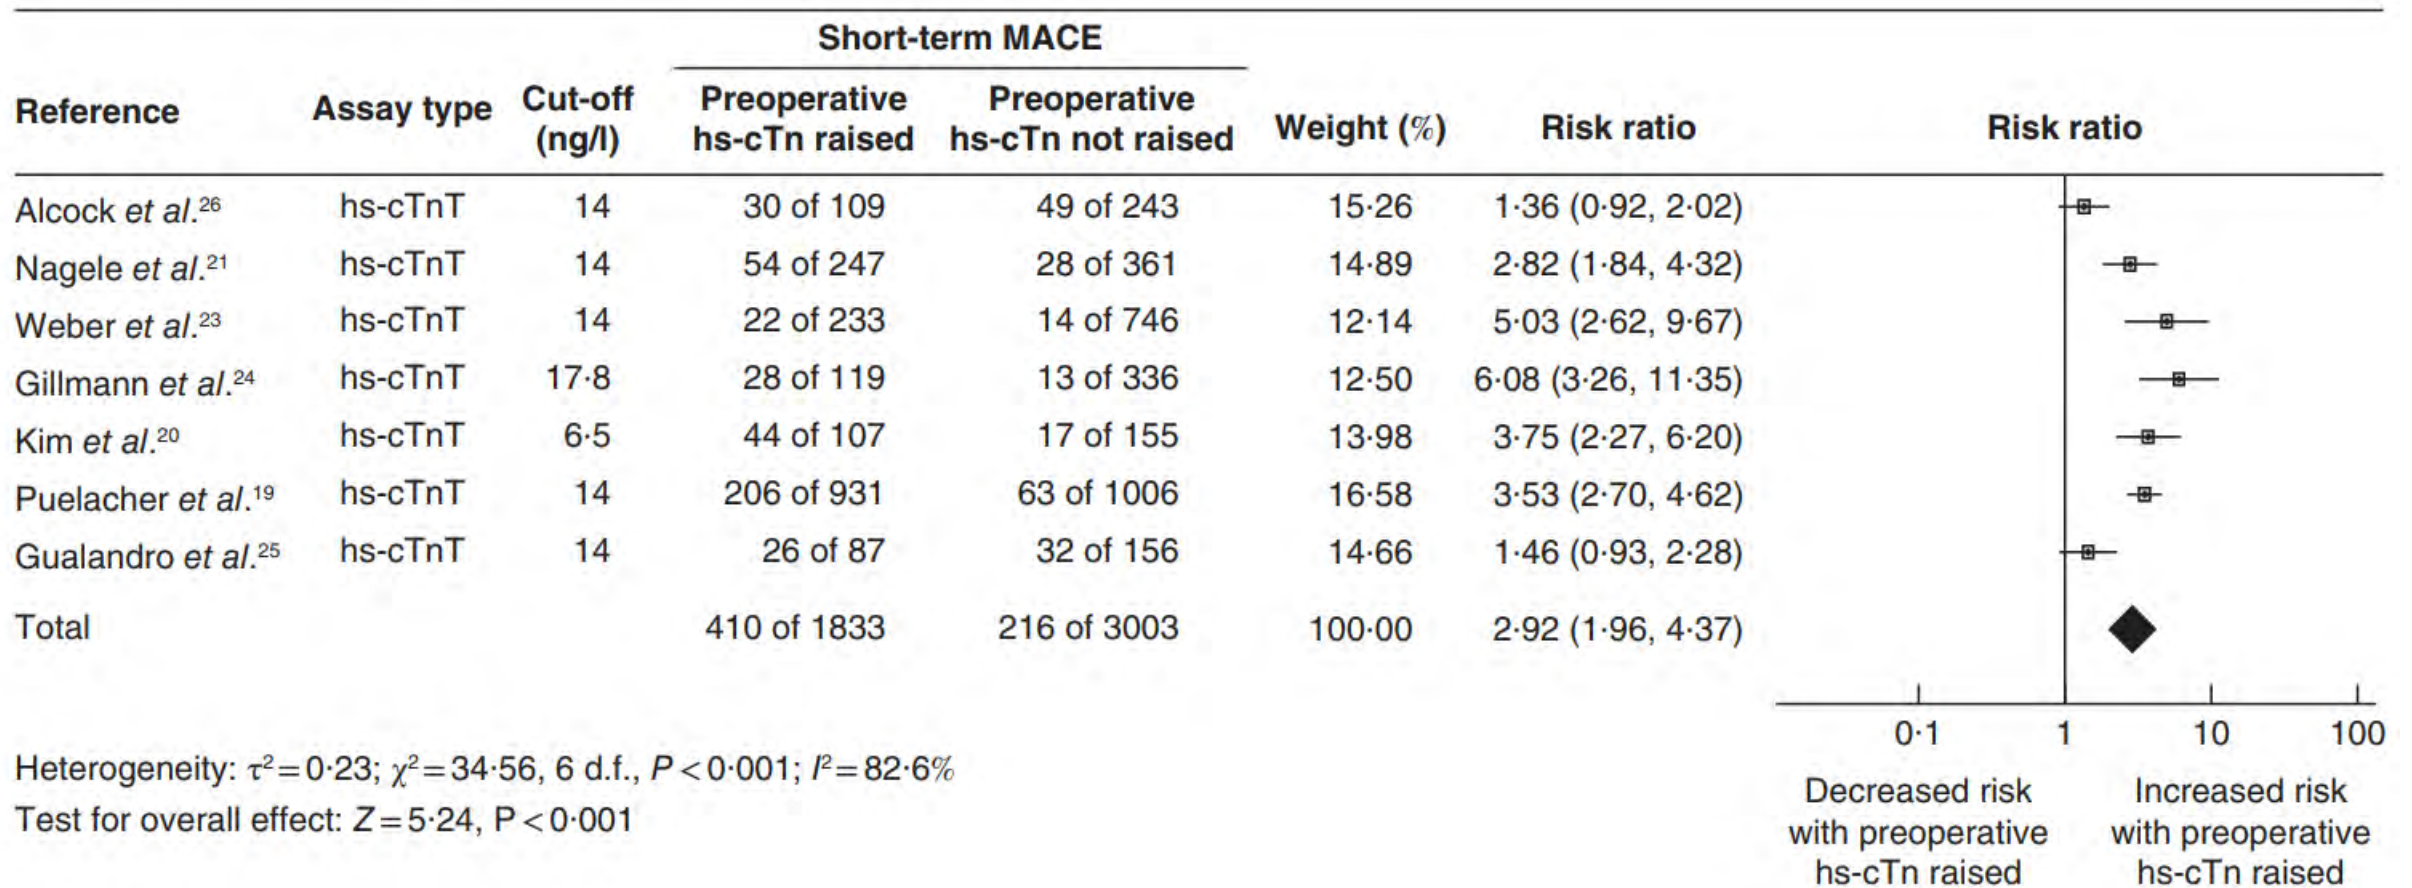 Short-term MACE
Reference Assay type Cut-off (ng/l) Preoperative hs-cTn raised Preoperative hs-cTn not raised Weight (%) Risk ratio Risk ratio
Alcock et al.26 hs-cTnT 14 30 of 109 49 of 243 15·26 1·36 (0·92, 2·02)
Nagele et al.21 hs-cTnT 14 54 of 247 28 of 361 14·89 2·82 (1·84, 4·32)
Weber et al.23 hs-cTnT 14 22 of 233 14 of 746 12·14 5·03 (2·62, 9·67)
Gillmann et al.24 hs-cTnT 17·8 28 of 119 13 of 336 12·50 6·08 (3·26, 11·35)
Kim et al.20 hs-cTnT 6·5 44 of 107 17 of 155 13·98 3·75 (2·27, 6·20)
Puelacher et al.19 hs-cTnT 14 206 of 931 63 of 1006 16·58 3·53 (2·70, 4·62)
Gualandro et al.25 hs-cTnT 14 26 of 87 32 of 156 14·66 1·46 (0·93, 2·28)
Total 410 of 1833 216 of 3003 100·00 2·92 (1·96, 4·37)
0·1 1 10 100
Heterogeneity: τ²=0·23; χ²=34·56, 6 d.f., P<0·001; I²=82·6%
Test for overall effect: Z=5·24, P<0·001
Decreased risk
with preoperative
hs-cTn raised
Increased risk
with preoperative
hs-cTn raised